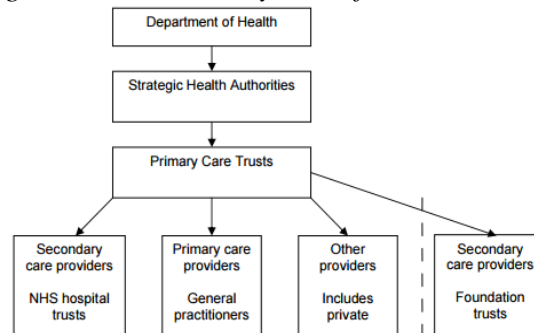 Department of Health
Strategic Health Authorities
Primary Care Trusts
Secondary
care providers
NHS hospital
trusts
Primary care
providers
General
practitioners
Other
providers
Includes
private
Secondary
care providers
Foundation
trusts